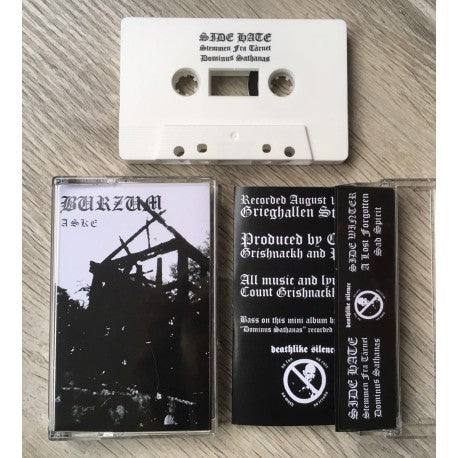 SIDE HATE
Stemmen Fra Tårnet
Dominus Sathanas
BURZUM
ASKE
Recorded August 1
Grieghallen St
Produced by C
Grishnackh and P
All music and lyr
Count Grishnackh
Bass on this mini album b
"Dominus Sathanas" recorded
deathlike silence
SIDE WINTER
A Lost Forgotten
Sad Spirit
deathlike silence
SIDE HATE
Stemmen Fra Tårnet
Dominus Sathanas